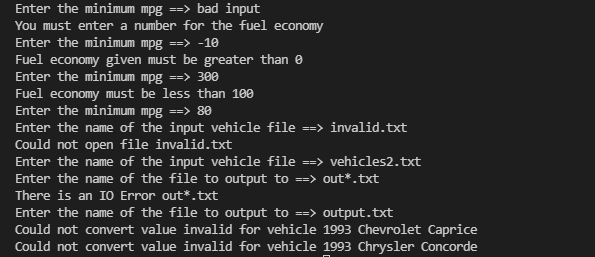 Enter the minimum mpg ==> bad input
You must enter a number for the fuel economy
Enter the minimum mpg ==> -10
Fuel economy given must be greater than 0
Enter the minimum mpg ==> 300
Fuel economy must be less than 100
Enter the minimum mpg ==> 80
Enter the name of the input vehicle file ==> invalid.txt
Could not open file invalid.txt
Enter the name of the input vehicle file ==> vehicles2.txt
Enter the name of the file to output to ==> out*.txt
There is an IO Error out*.txt
Enter the name of the file to output to ==> output.txt
Could not convert value invalid for vehicle 1993 Chevrolet Caprice
Could not convert value invalid for vehicle 1993 Chrysler Concorde